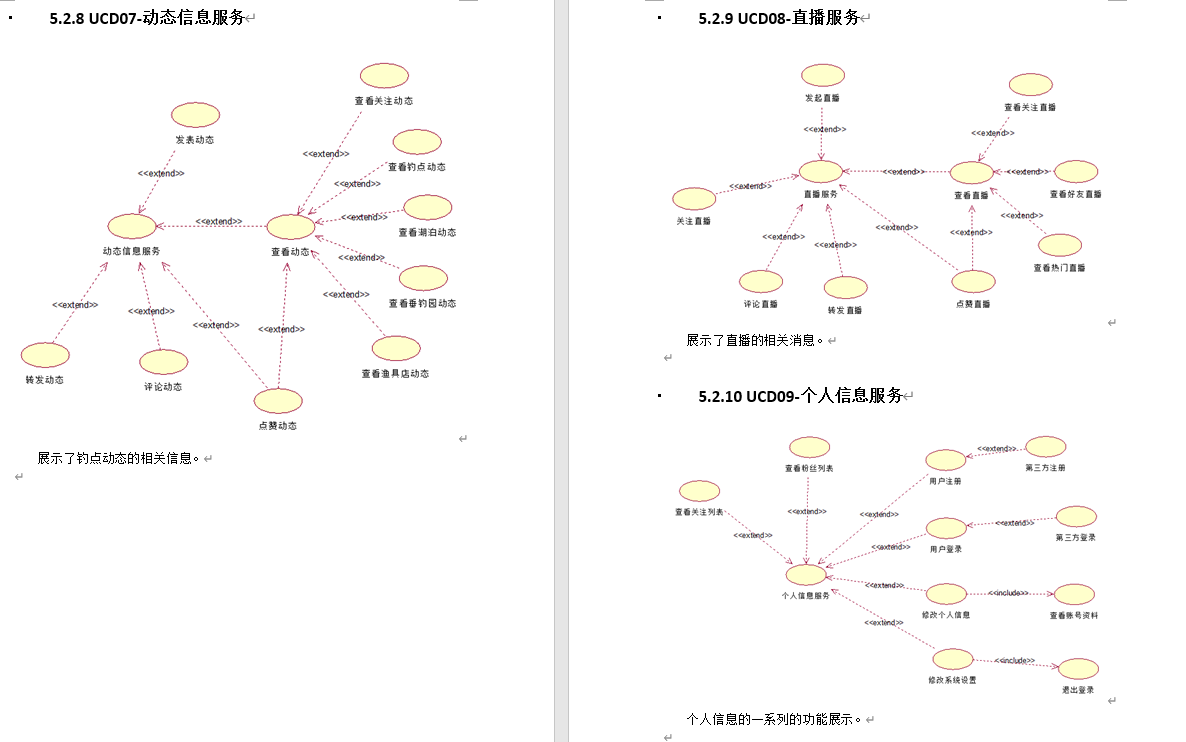 5.2.8 UCD07-动态信息服务
查看关注动态
发表动态
<<extend>>
查看钓点动态
<<extend>>
<<extend>>
<<extend>>
<<extend>>
查看湖泊动态
动态信息服务
查看动态
<<extend>>
<<extend>>
查看垂钓园动态
<<extend>>
<<extend>>
<<extend>>
<<extend>>
查看渔具店动态
转发动态
评论动态
点赞动态
展示了钓点动态的相关信息。
5.2.9 UCD08-直播服务
发起直播
查看关注直播
<<extend>>
<<extend>>
<<extend>>
<<extend>>
<<extend>>
直播服务
查看直播
查看好友直播
关注直播
<<extend>>
<<extend>>
<<extend>>
<<extend>>
<<extend>>
查看热门直播
评论直播
转发直播
点赞直播
展示了直播的相关消息。
5.2.10 UCD09-个人信息服务
<<extend>>
查看粉丝列表
第三方注册
用户注册
查看关注列表
<<extend>>
<<extend>>
<<extend>>
<<extend>>
第三方登录
<<extend>>
用户登录
<<extend>>
个人信息服务
<<include>>
修改个人信息
查看账号资料
<<extend>>
<<include>>
修改系统设置
退出登录
个人信息的一系列的功能展示。